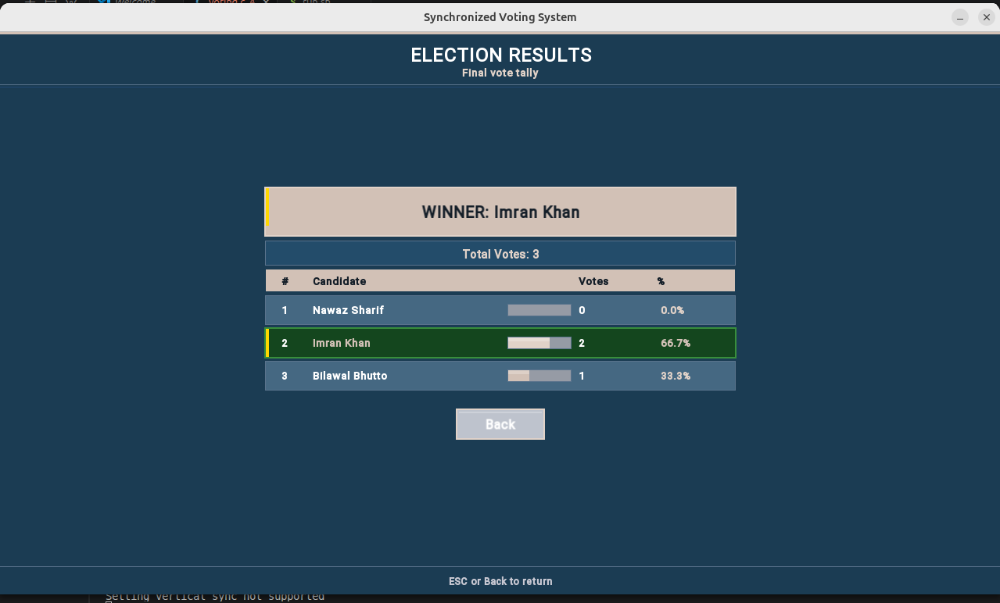 Welcome
Synchronized Voting System
ELECTION RESULTS
Final vote tally
WINNER: Imran Khan
Total Votes: 3
# Candidate Votes %
1 Nawaz Sharif 0 0.0%
2 Imran Khan 2 66.7%
3 Bilawal Bhutto 1 33.3%
Back
ESC or Back to return
Setting vertical sync not supported